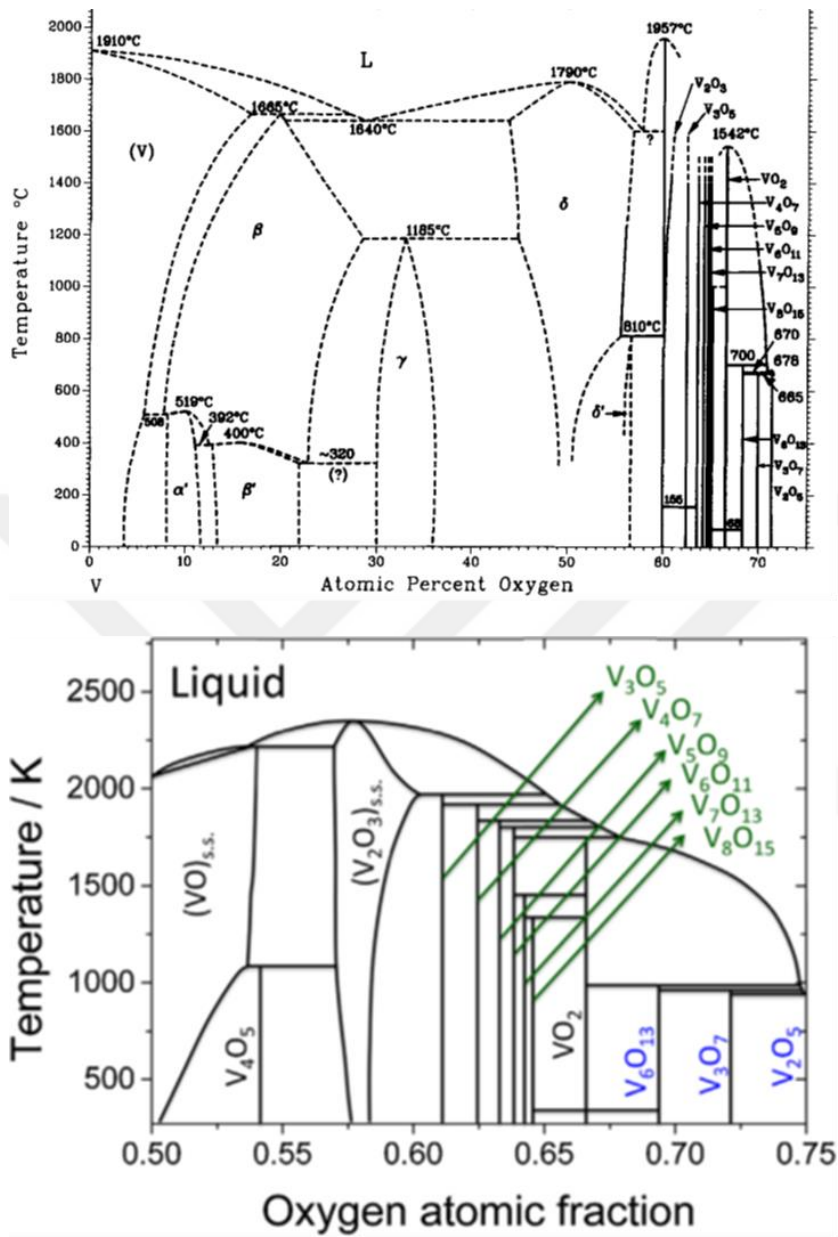 1957°C
2000
1910°C
L
1790°C
V₂O₃
1800
V₃O₅
1665°C
1640°C
1542°C
1600
(V)
VO₂
1400
V₄O₇
δ
β
V₅O₉
1200
1185°C
V₆O₁₁
V₇O₁₃
1000
V₈O₁₅
810°C
670
800
γ
700
678
665
600
519°C
508
392°C
δ'
400°C
V₆O₁₃
400
~320
(?)
V₃O₇
α'
β'
V₂O₅
200
155
68
0
0 10 20 30 40 50 60 70
V
Atomic Percent Oxygen
Temperature °C
?
Liquid
2500
2000
1500
1000
500
Temperature / K
V₃O₅
V₄O₇
V₅O₉
V₆O₁₁
V₇O₁₃
V₈O₁₅
(VO)s.s.
(V₂O₃)s.s.
V₄O₅
VO₂
V₆O₁₃
V₃O₇
V₂O₅
0.50 0.55 0.60 0.65 0.70 0.75
Oxygen atomic fraction